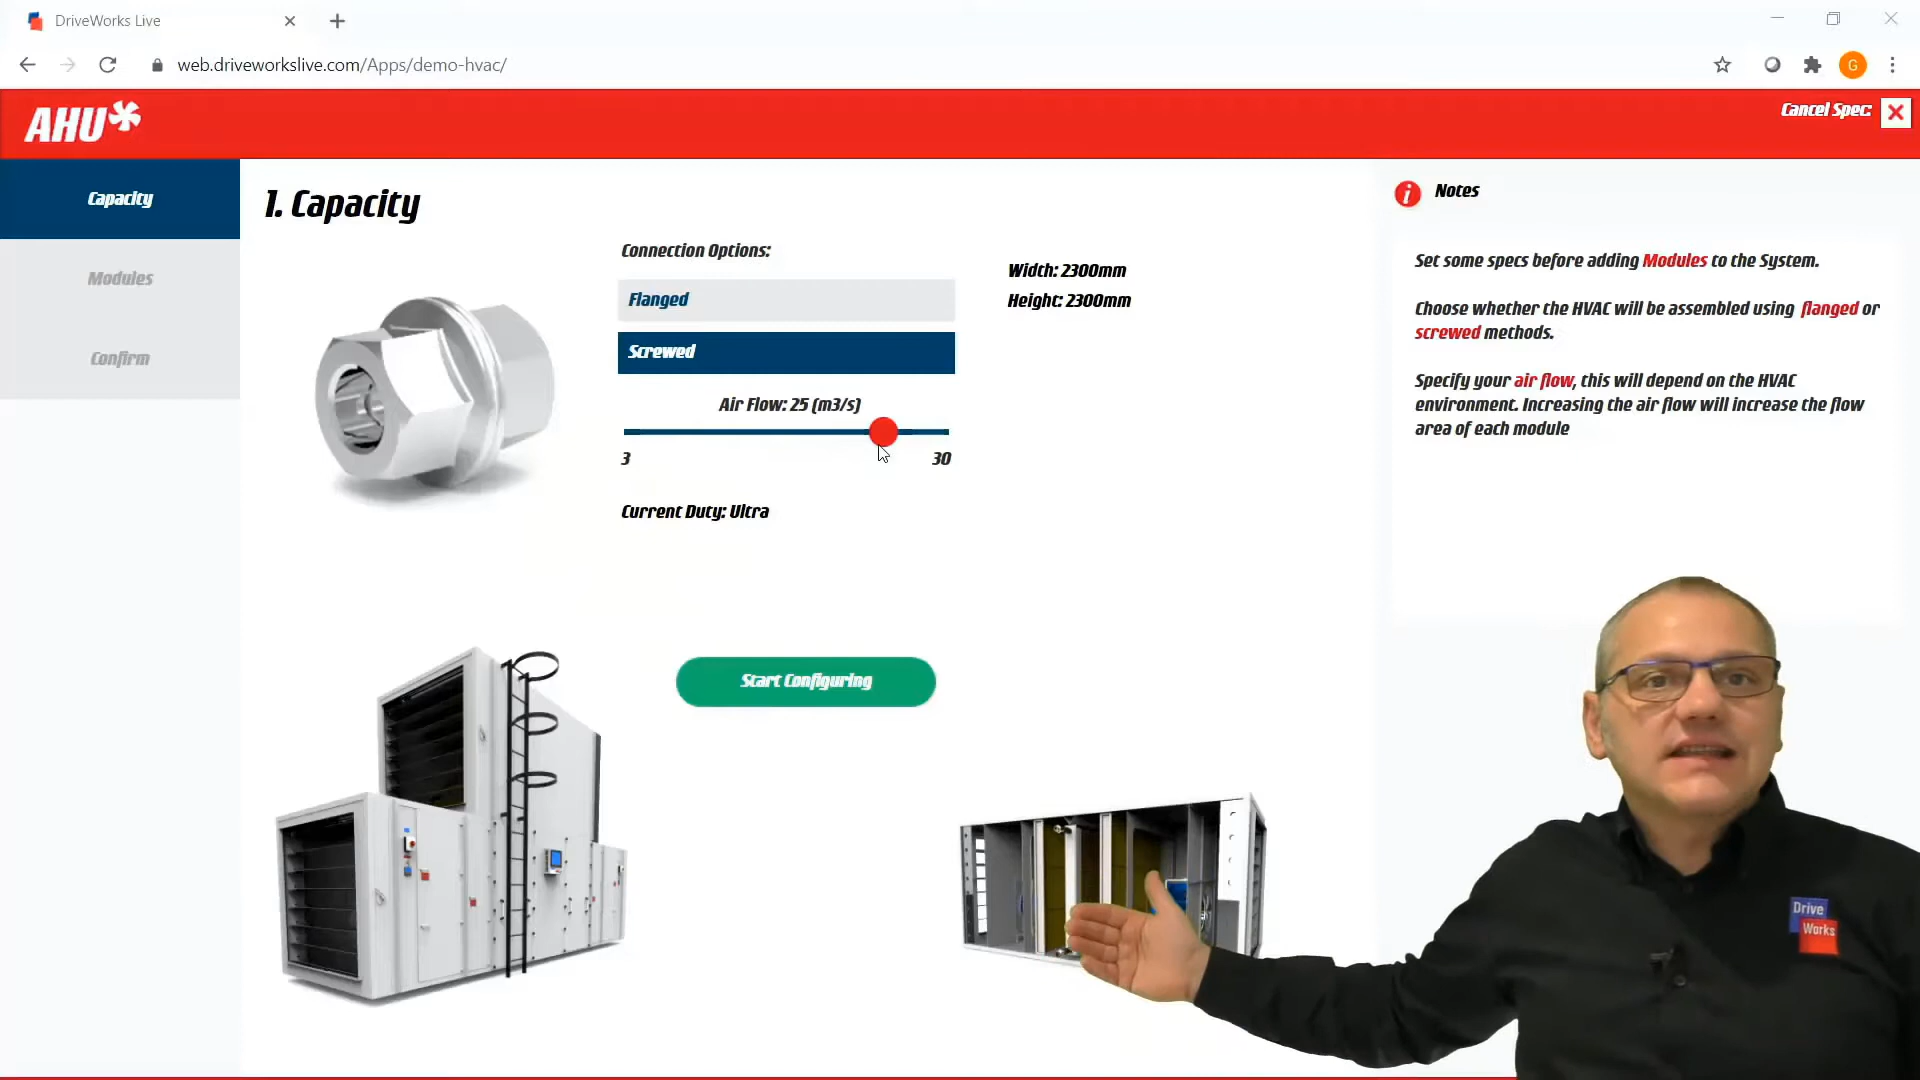 DriveWorks Live
web.driveworkslive.com/Apps/demo-hvac/
G
AHU
Cancel Spec:
Capacity
Modules
Confirm
1. Capacity
Connection Options:
Flanged
Screwed
Width: 2300mm
Height: 2300mm
Air Flow: 25 (m3/s)
3
30
Current Duty: Ultra
Start Configuring
i
Notes
Set some specs before adding Modules to the System.
Choose whether the HVAC will be assembled using flanged or
screwed methods.
Specify your air flow, this will depend on the HVAC
environment. Increasing the air flow will increase the flow
area of each module
Drive
Works